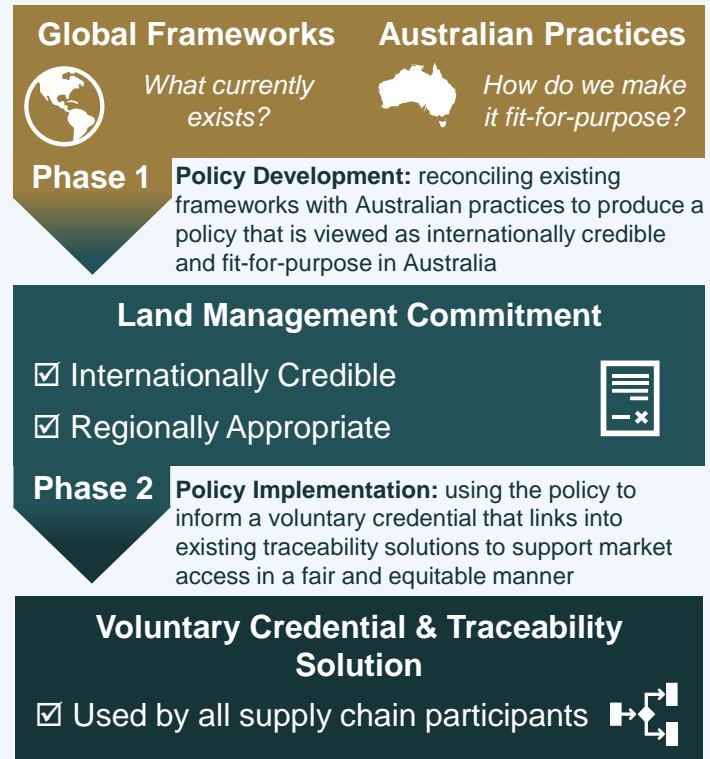 Global Frameworks
What currently
exists?
Australian Practices
How do we make
it fit-for-purpose?
Phase 1
Policy Development: reconciling existing
frameworks with Australian practices to produce a
policy that is viewed as internationally credible
and fit-for-purpose in Australia
Land Management Commitment
☑ Internationally Credible
☑ Regionally Appropriate
Phase 2
Policy Implementation: using the policy to
inform a voluntary credential that links into
existing traceability solutions to support market
access in a fair and equitable manner
Voluntary Credential & Traceability
Solution
☑ Used by all supply chain participants